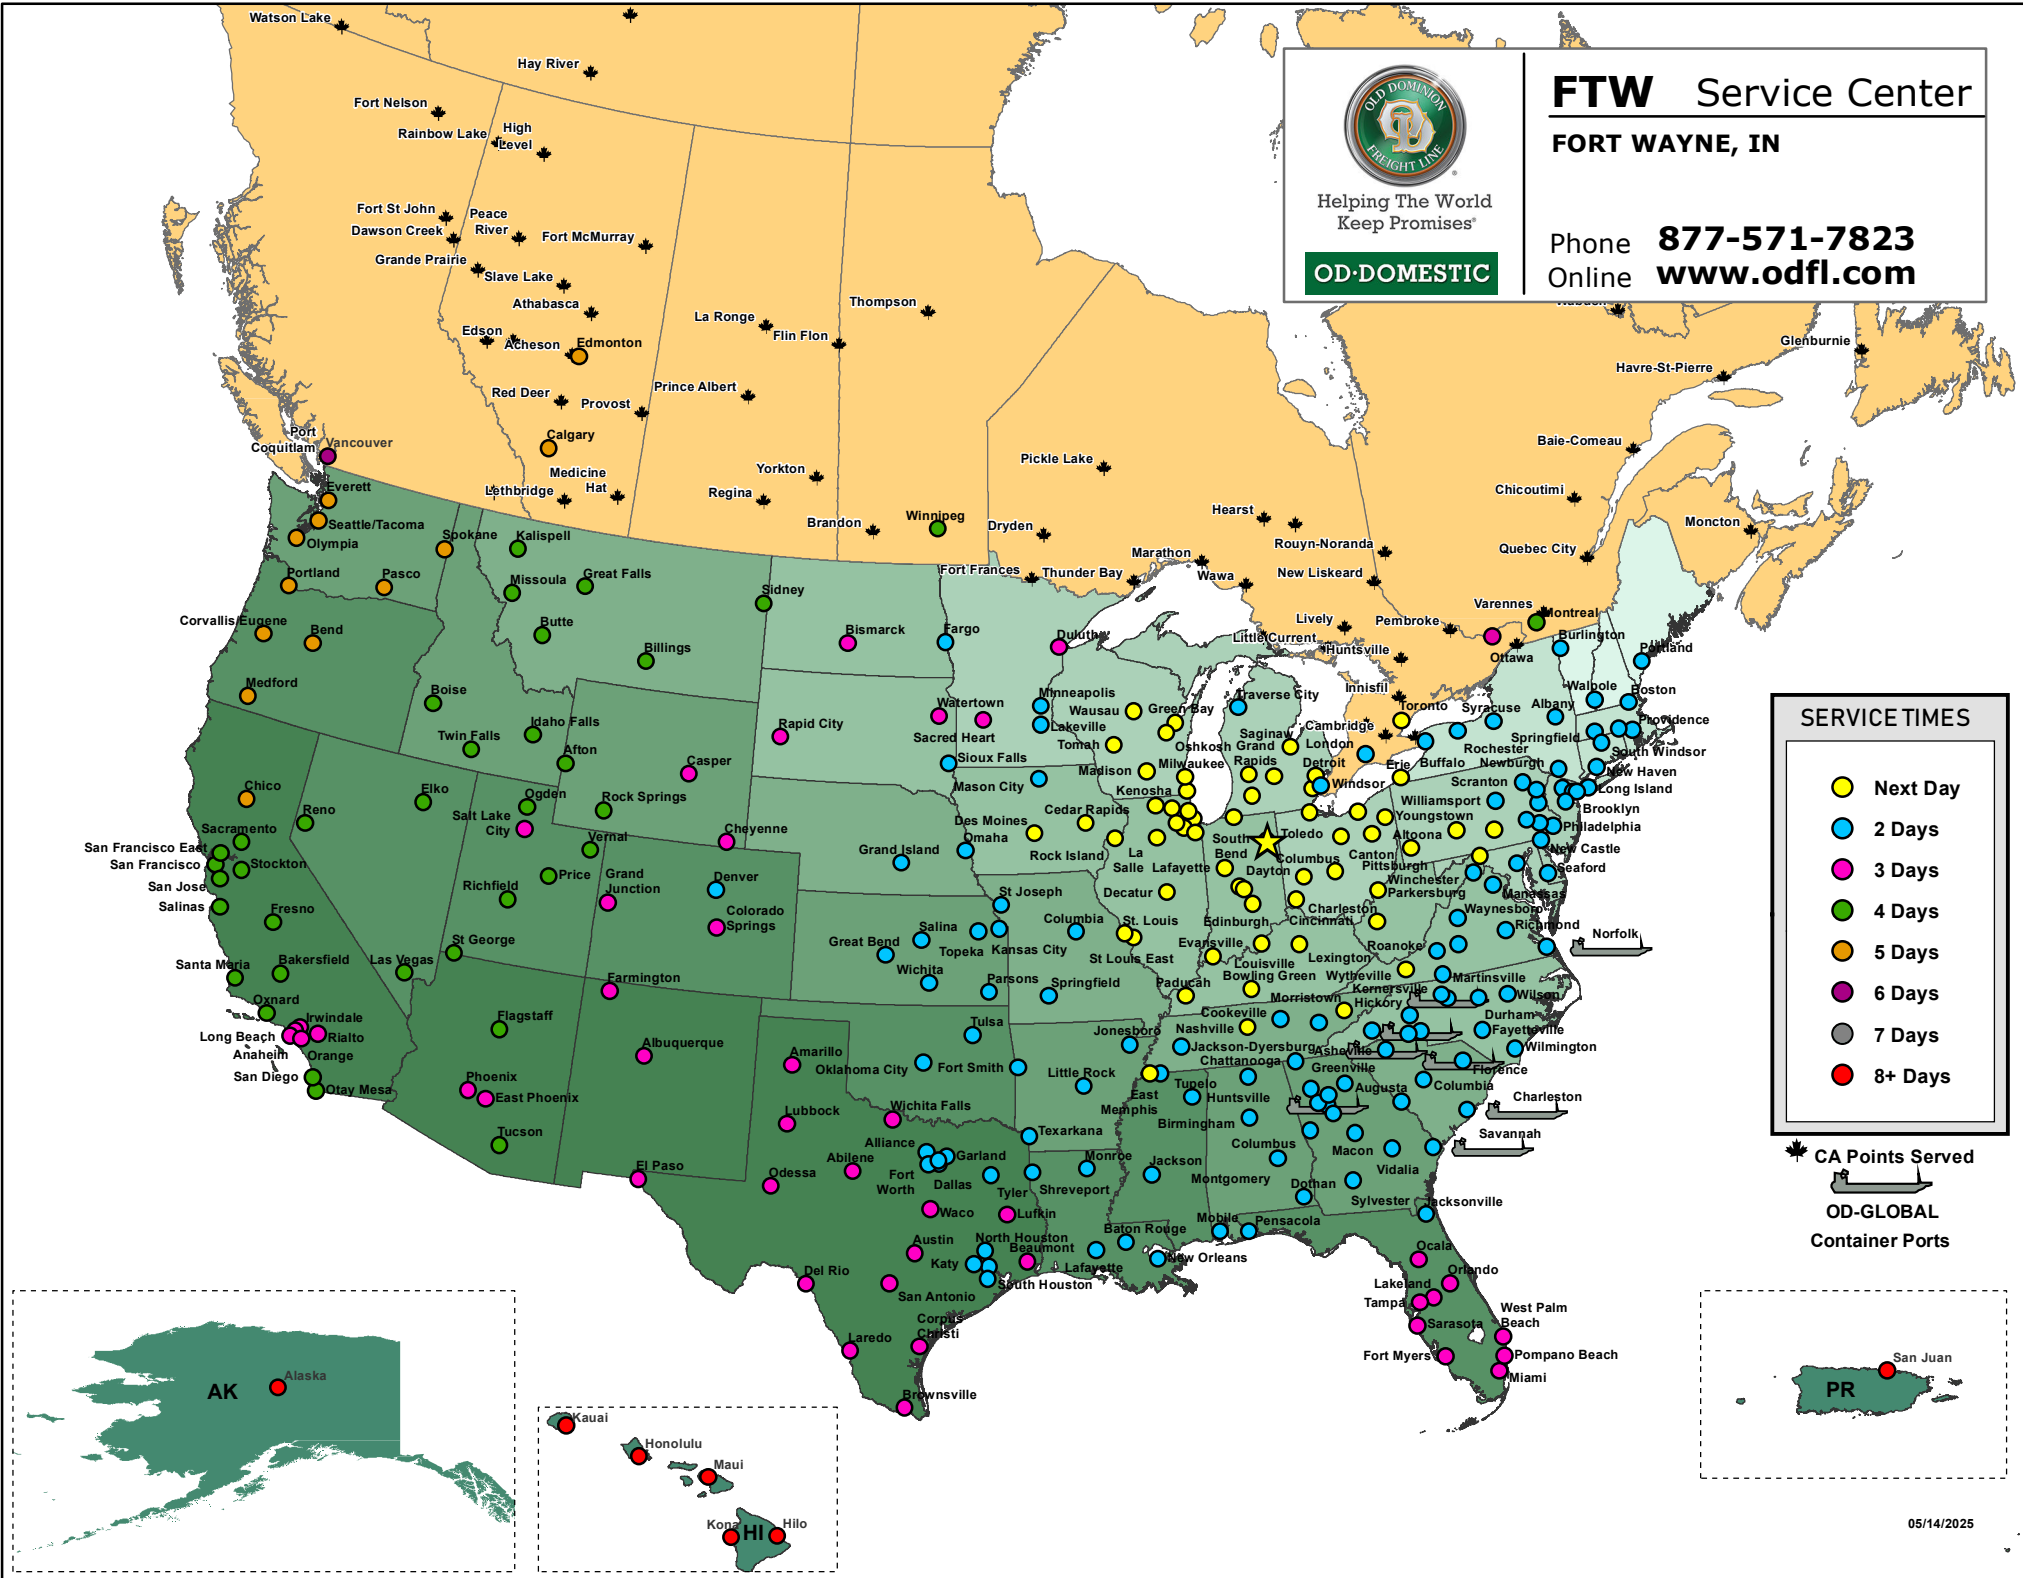 OLD DOMINION
FREIGHT LINE
Helping The World
Keep Promises®
OD·DOMESTIC
FTW Service Center
FORT WAYNE, IN
Phone 877-571-7823
Online www.odfl.com
Watson Lake
Hay River
Fort Nelson
Rainbow Lake
High
Level
Fort St John
Dawson Creek
Peace
River
Fort McMurray
Grande Prairie
Slave Lake
Athabasca
Edson
Acheson
Edmonton
Red Deer
Provost
Calgary
Medicine
Hat
Lethbridge
La Ronge
Flin Flon
Thompson
Prince Albert
Yorkton
Regina
Brandon
Winnipeg
Dryden
Pickle Lake
Fort Frances
Thunder Bay
Marathon
Wawa
Hearst
Rouyn-Noranda
New Liskeard
Lively
Little Current
Huntsville
Pembroke
Ottawa
Varennes
Montreal
Innisfil
Toronto
Cambridge
London
Windsor
Glenburnie
Havre-St-Pierre
Baie-Comeau
Chicoutimi
Quebec City
Moncton
Port
Coquitlam
Vancouver
Everett
Seattle/Tacoma
Olympia
Spokane
Portland
Pasco
Corvallis/Eugene
Bend
Medford
Kalispell
Missoula
Great Falls
Butte
Billings
Sidney
Boise
Idaho Falls
Twin Falls
Afton
Casper
Rock Springs
Cheyenne
Chico
Reno
Elko
Sacramento
San Francisco East
San Francisco
Stockton
San Jose
Salinas
Fresno
Santa Maria
Bakersfield
Las Vegas
Oxnard
Irwindale
Long Beach
Rialto
Anaheim
Orange
San Diego
Otay Mesa
Ogden
Salt Lake
City
Vernal
Price
Richfield
St George
Grand
Junction
Denver
Colorado
Springs
Farmington
Flagstaff
Phoenix
East Phoenix
Tucson
Albuquerque
El Paso
Bismarck
Fargo
Duluth
Rapid City
Watertown
Sacred Heart
Sioux Falls
Minneapolis
Lakeville
Mason City
Grand Island
Omaha
Des Moines
Cedar Rapids
Rock Island
Wausau
Green Bay
Tomah
Oshkosh
Madison
Milwaukee
Kenosha
Traverse City
Saginaw
Grand
Rapids
Detroit
La
Salle
Lafayette
Decatur
South
Bend
Toledo
Columbus
Dayton
Canton
Youngstown
Pittsburgh
Altoona
Erie
Buffalo
Rochester
Syracuse
Albany
Burlington
Portland
Walpole
Boston
Providence
Springfield
South Windsor
New Haven
Newburgh
Long Island
Scranton
Brooklyn
Williamsport
Philadelphia
New Castle
Seaford
Manassas
Winchester
Parkersburg
Charleston
Cincinnati
Edinburgh
Waynesboro
Richmond
Norfolk
Roanoke
Wytheville
Martinsville
Kernersville
Wilson
Hickory
Durham
Fayetteville
Wilmington
Morristown
Asheville
Greenville
Florence
Columbia
Charleston
Savannah
Augusta
Macon
Vidalia
Columbus
Sylvester
Jacksonville
St Joseph
Columbia
St. Louis
St Louis East
Evansville
Louisville
Lexington
Bowling Green
Paducah
Salina
Topeka
Kansas City
Great Bend
Wichita
Parsons
Springfield
Tulsa
Oklahoma City
Fort Smith
Little Rock
Jonesboro
Cookeville
Nashville
Jackson-Dyersburg
Chattanooga
East
Memphis
Tupelo
Huntsville
Birmingham
Montgomery
Dothan
Jackson
Monroe
Shreveport
Texarkana
Amarillo
Lubbock
Wichita Falls
Alliance
Abilene
Fort
Worth
Garland
Dallas
Tyler
Odessa
Waco
Lufkin
Austin
North Houston
Beaumont
Katy
South Houston
San Antonio
Del Rio
Corpus
Christi
Laredo
Brownsville
Lafayette
Baton Rouge
New Orleans
Mobile
Pensacola
Ocala
Orlando
Lakeland
Tampa
Sarasota
West Palm
Beach
Fort Myers
Pompano Beach
Miami
SERVICE TIMES
Next Day
2 Days
3 Days
4 Days
5 Days
6 Days
7 Days
8+ Days
CA Points Served
OD-GLOBAL
Container Ports
AK
Alaska
Kauai
Honolulu
Maui
Kona
HI
Hilo
San Juan
PR
05/14/2025